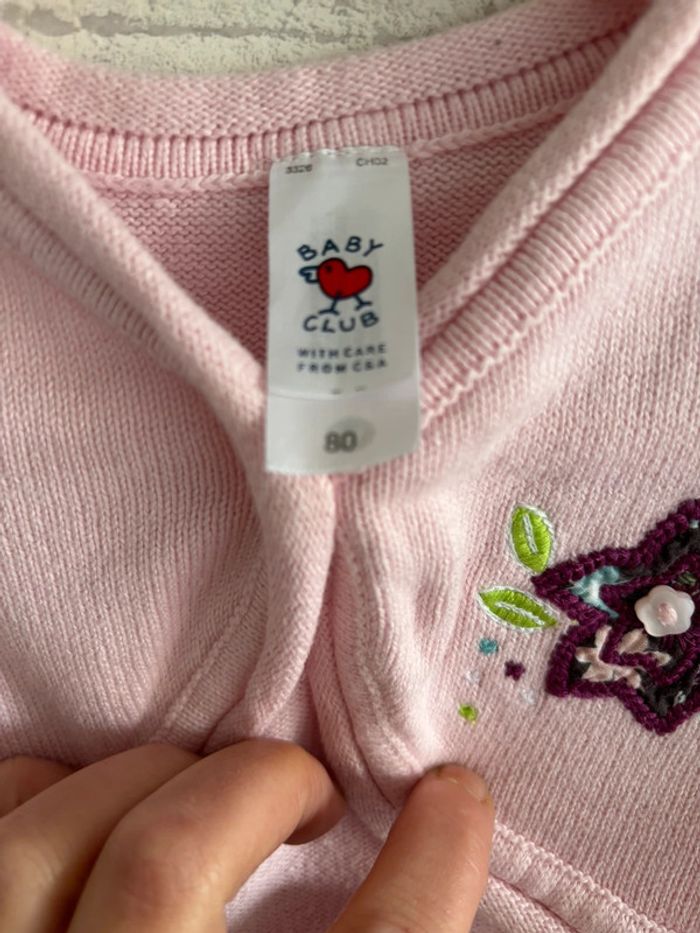 3326 CH02
BABY
CLUB
WITH CARE
FROM C&A
80